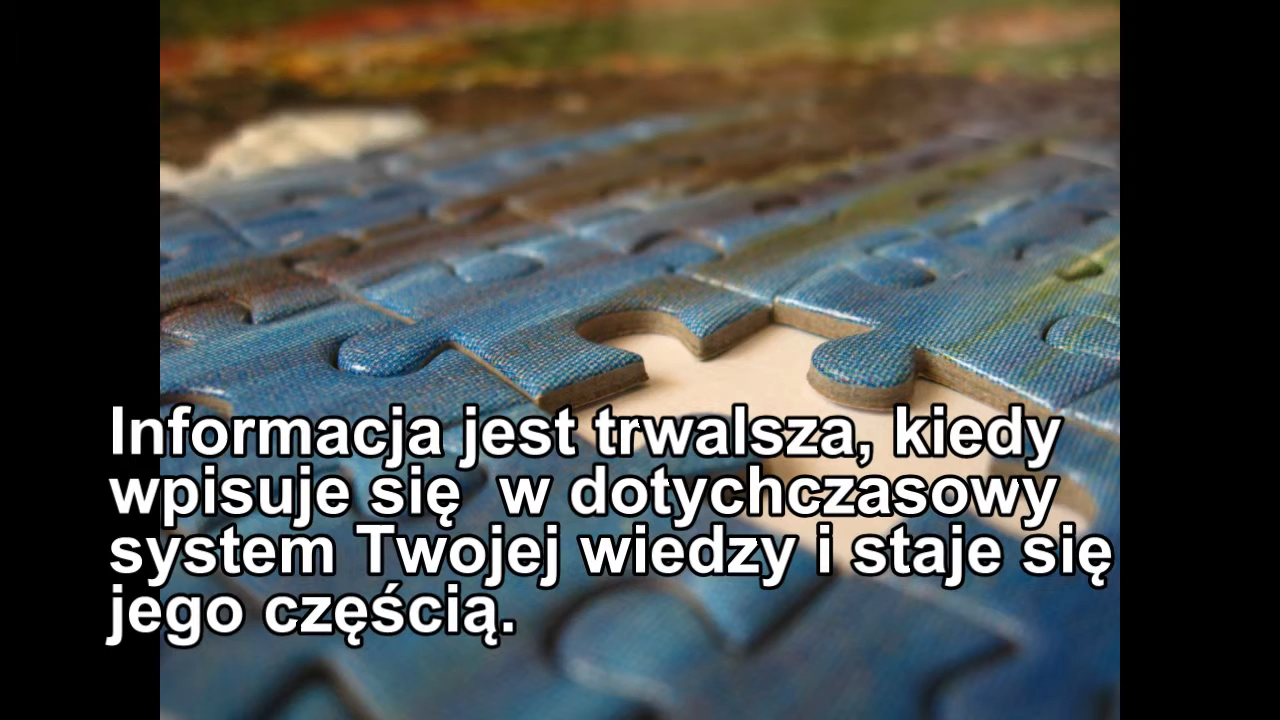 Informacja jest trwalsza, kiedy
wpisuje się  w dotychczasowy
system Twojej wiedzy i staje się
jego częścią.